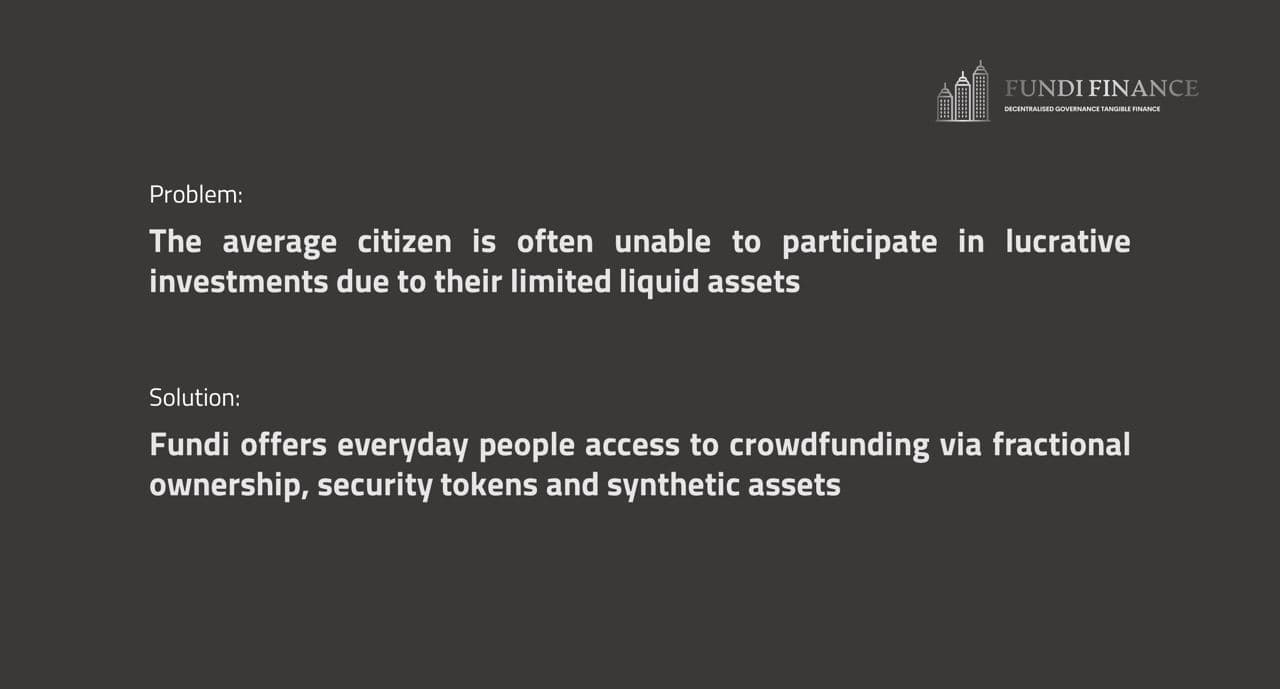 FUNDI FINANCE
DECENTRALISED GOVERNANCE TANGIBLE FINANCE
Problem:
The average citizen is often unable to participate in lucrative
investments due to their limited liquid assets
Solution:
Fundi offers everyday people access to crowdfunding via fractional
ownership, security tokens and synthetic assets